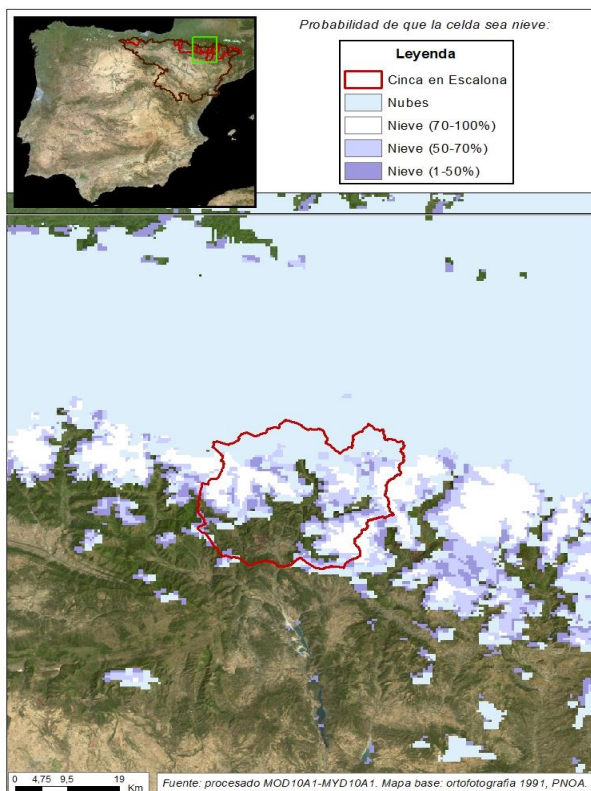 Probabilidad de que la celda sea nieve:
Leyenda
Cinca en Escalona
Nubes
Nieve (70-100%)
Nieve (50-70%)
Nieve (1-50%)
0 4,75 9,5 19
Km
Fuente: procesado MOD10A1-MYD10A1. Mapa base: ortofotografía 1991, PNOA.